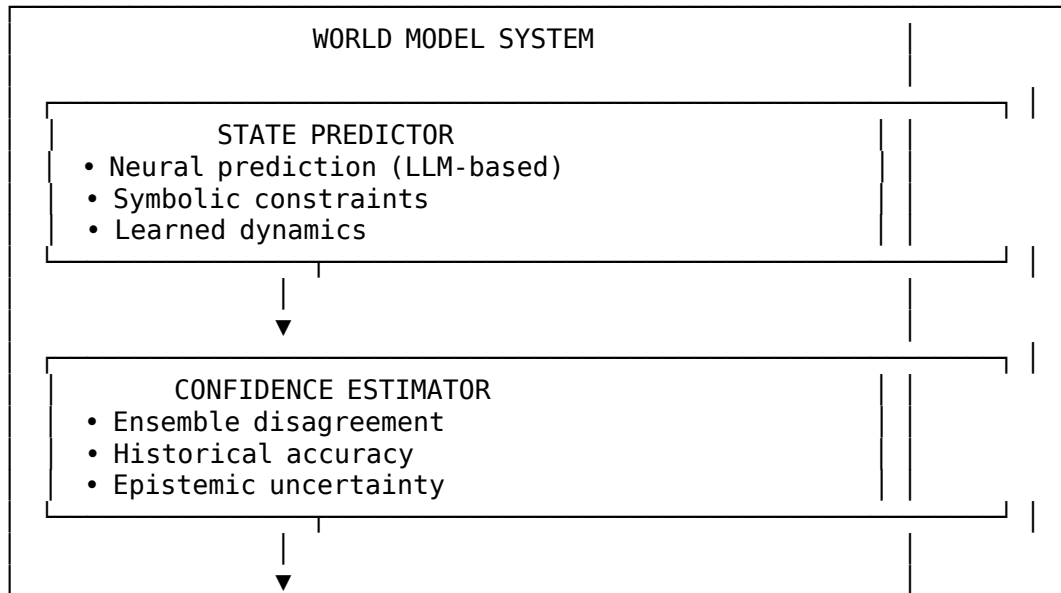 WORLD MODEL SYSTEM
STATE PREDICTOR
• Neural prediction (LLM-based)
• Symbolic constraints
• Learned dynamics
CONFIDENCE ESTIMATOR
• Ensemble disagreement
• Historical accuracy
• Epistemic uncertainty